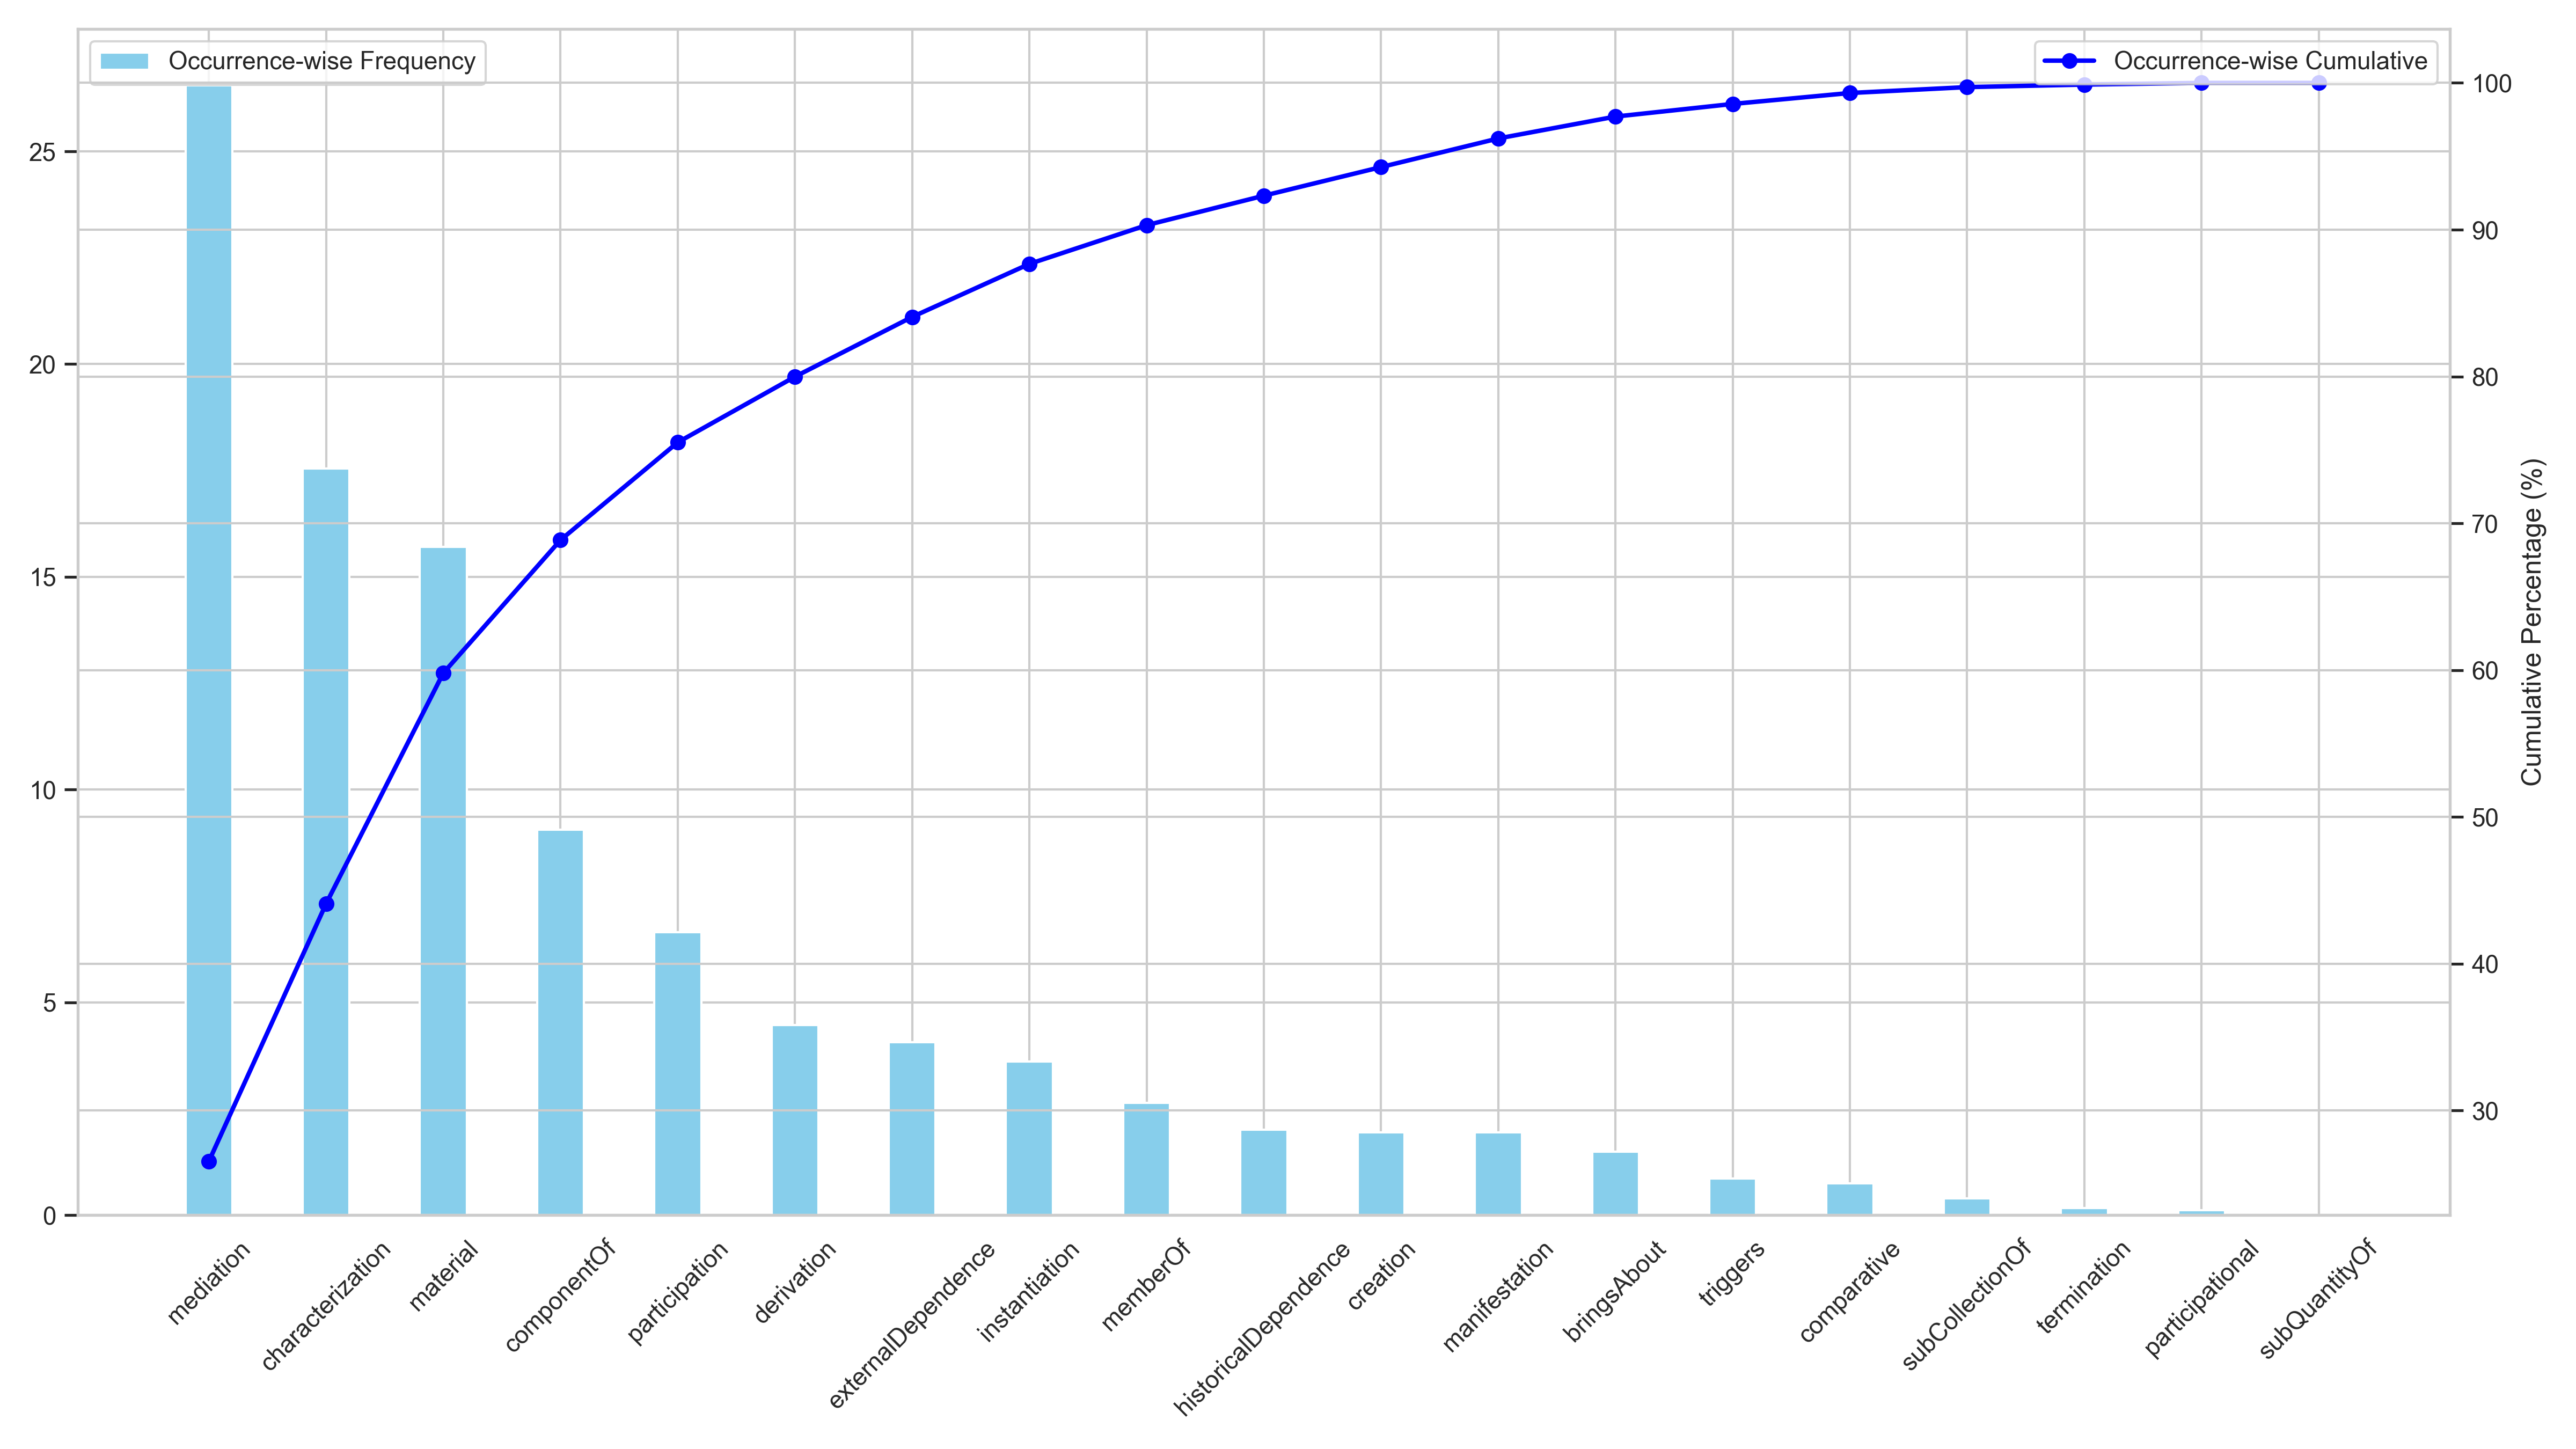 Occurrence-wise Frequency
Occurrence-wise Cumulative
25
20
15
10
5
0
100
90
80
70
60
50
40
30
Cumulative Percentage (%)
mediation
characterization
material
componentOf
participation
derivation
externalDependence
instantiation
memberOf
historicalDependence
creation
manifestation
bringsAbout
triggers
comparative
subCollectionOf
termination
participational
subQuantityOf